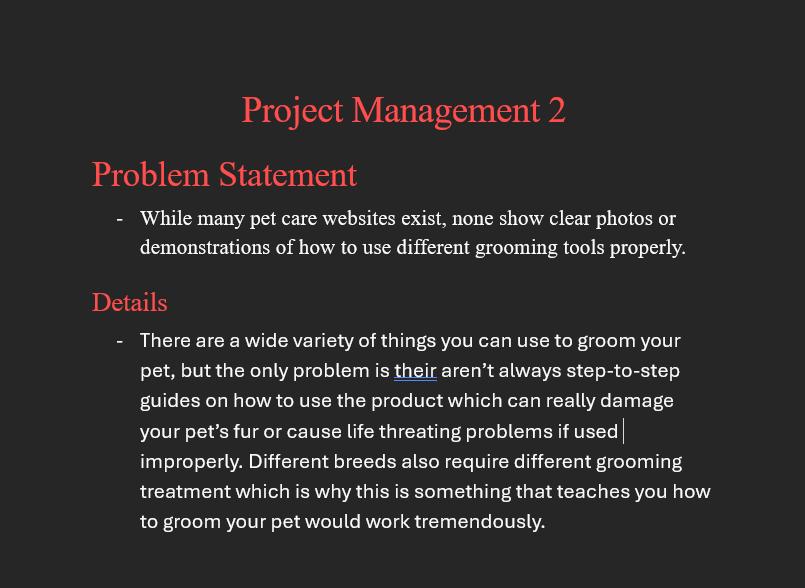 Project Management 2
Problem Statement
- While many pet care websites exist, none show clear photos or
demonstrations of how to use different grooming tools properly.
Details
- There are a wide variety of things you can use to groom your
pet, but the only problem is their aren’t always step-to-step
guides on how to use the product which can really damage
your pet’s fur or cause life threating problems if used
improperly. Different breeds also require different grooming
treatment which is why this is something that teaches you how
to groom your pet would work tremendously.